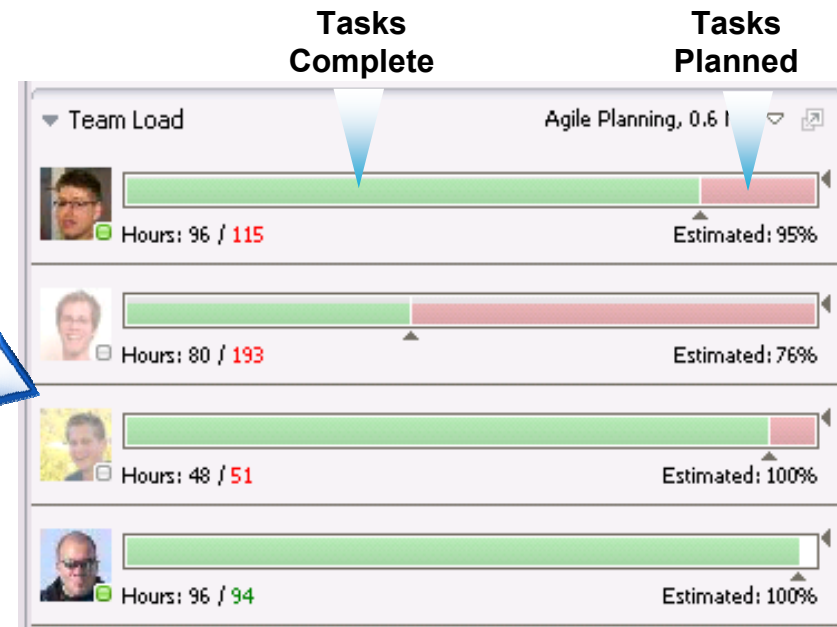 Tasks Complete
Tasks Planned
Team Load
Agile Planning, 0.6
Hours: 96 / 115
Estimated: 95%
Hours: 80 / 193
Estimated: 76%
Hours: 48 / 51
Estimated: 100%
Hours: 96 / 94
Estimated: 100%